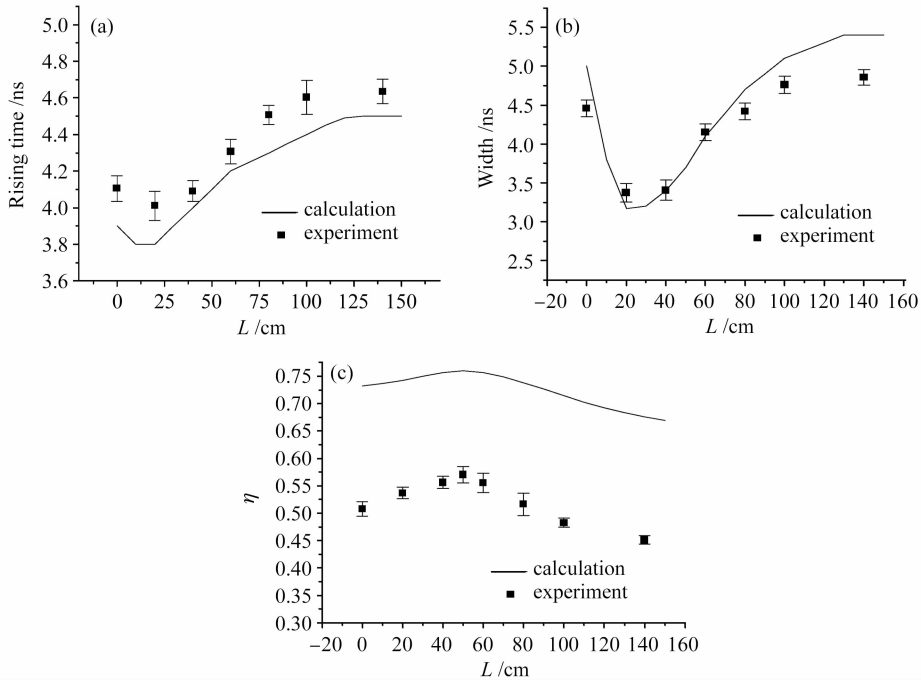 (a)
Rising time /ns
5.0
4.8
4.6
4.4
4.2
4.0
3.8
3.6
0 25 50 75 100 125 150
L /cm
calculation
experiment
(b)
Width /ns
5.5
5.0
4.5
4.0
3.5
3.0
2.5
−20 0 20 40 60 80 100 120 140 160
L /cm
calculation
experiment
(c)
η
0.75
0.70
0.65
0.60
0.55
0.50
0.45
0.40
0.35
0.30
−20 0 20 40 60 80 100 120 140 160
L /cm
calculation
experiment